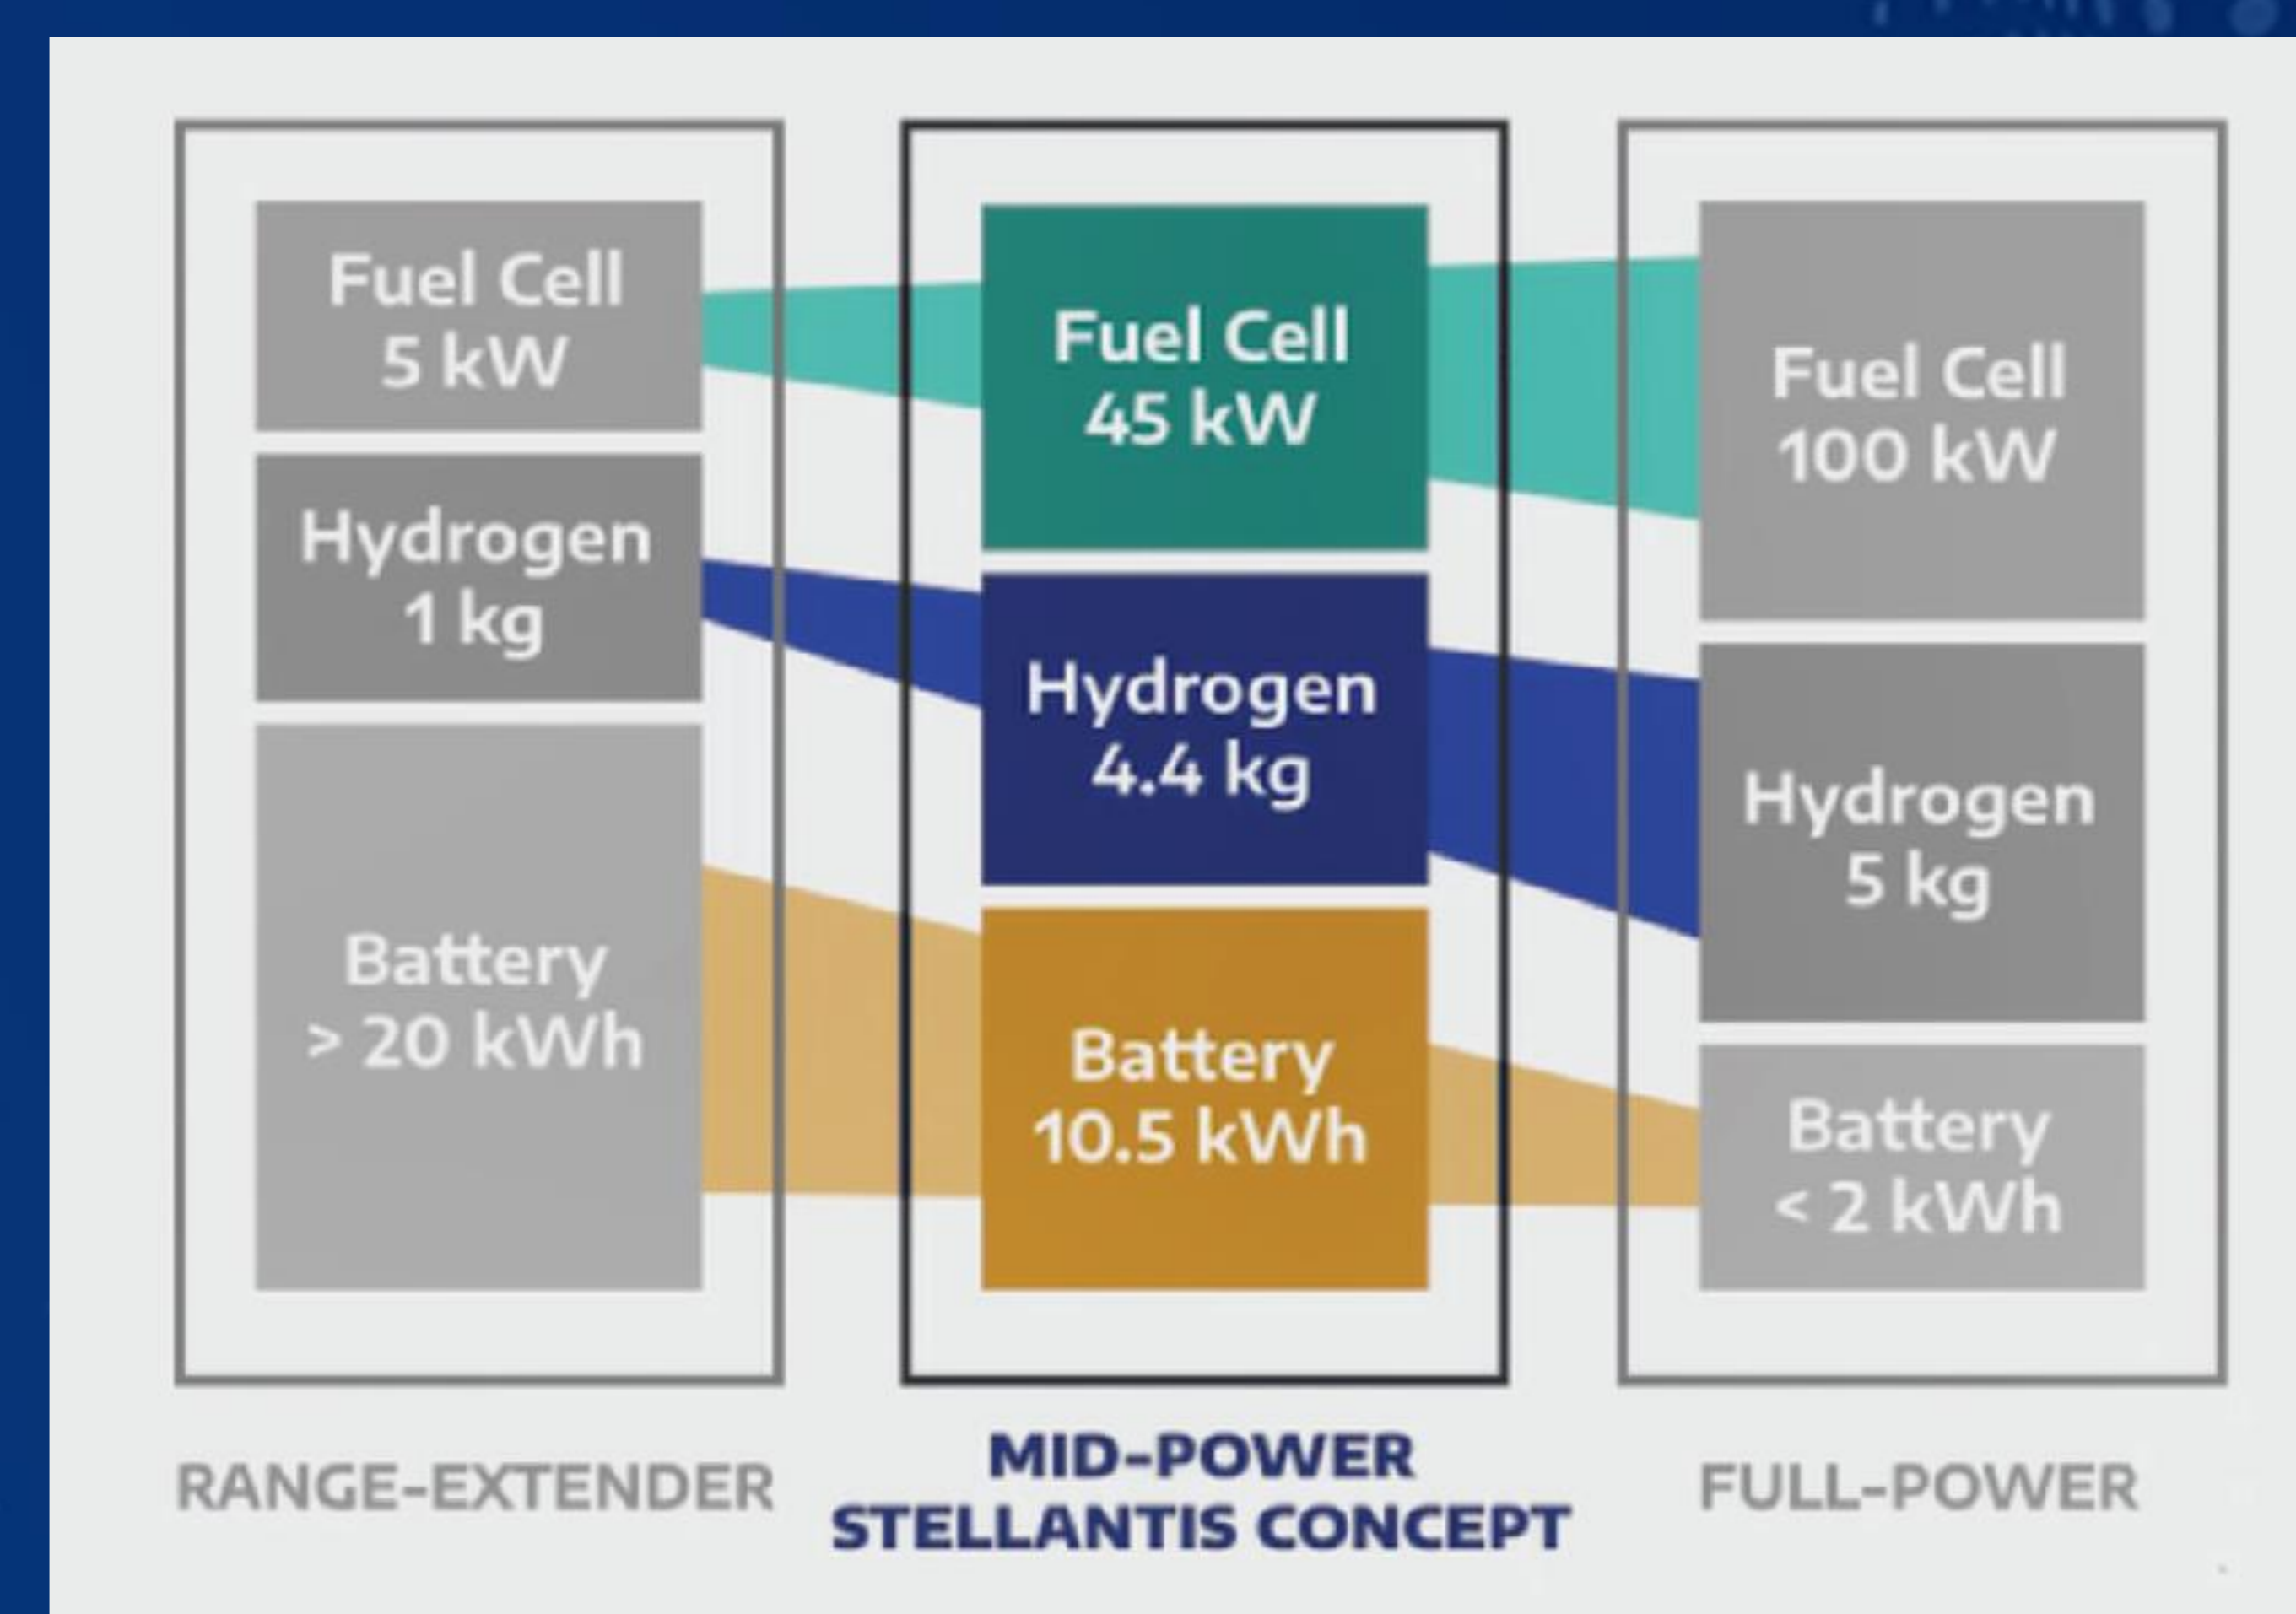 Fuel Cell
5 kW
Hydrogen
1 kg
Battery
> 20 kWh
RANGE-EXTENDER
Fuel Cell
45 kW
Hydrogen
4.4 kg
Battery
10.5 kWh
MID-POWER
STELLANTIS CONCEPT
Fuel Cell
100 kW
Hydrogen
5 kg
Battery
< 2 kWh
FULL-POWER